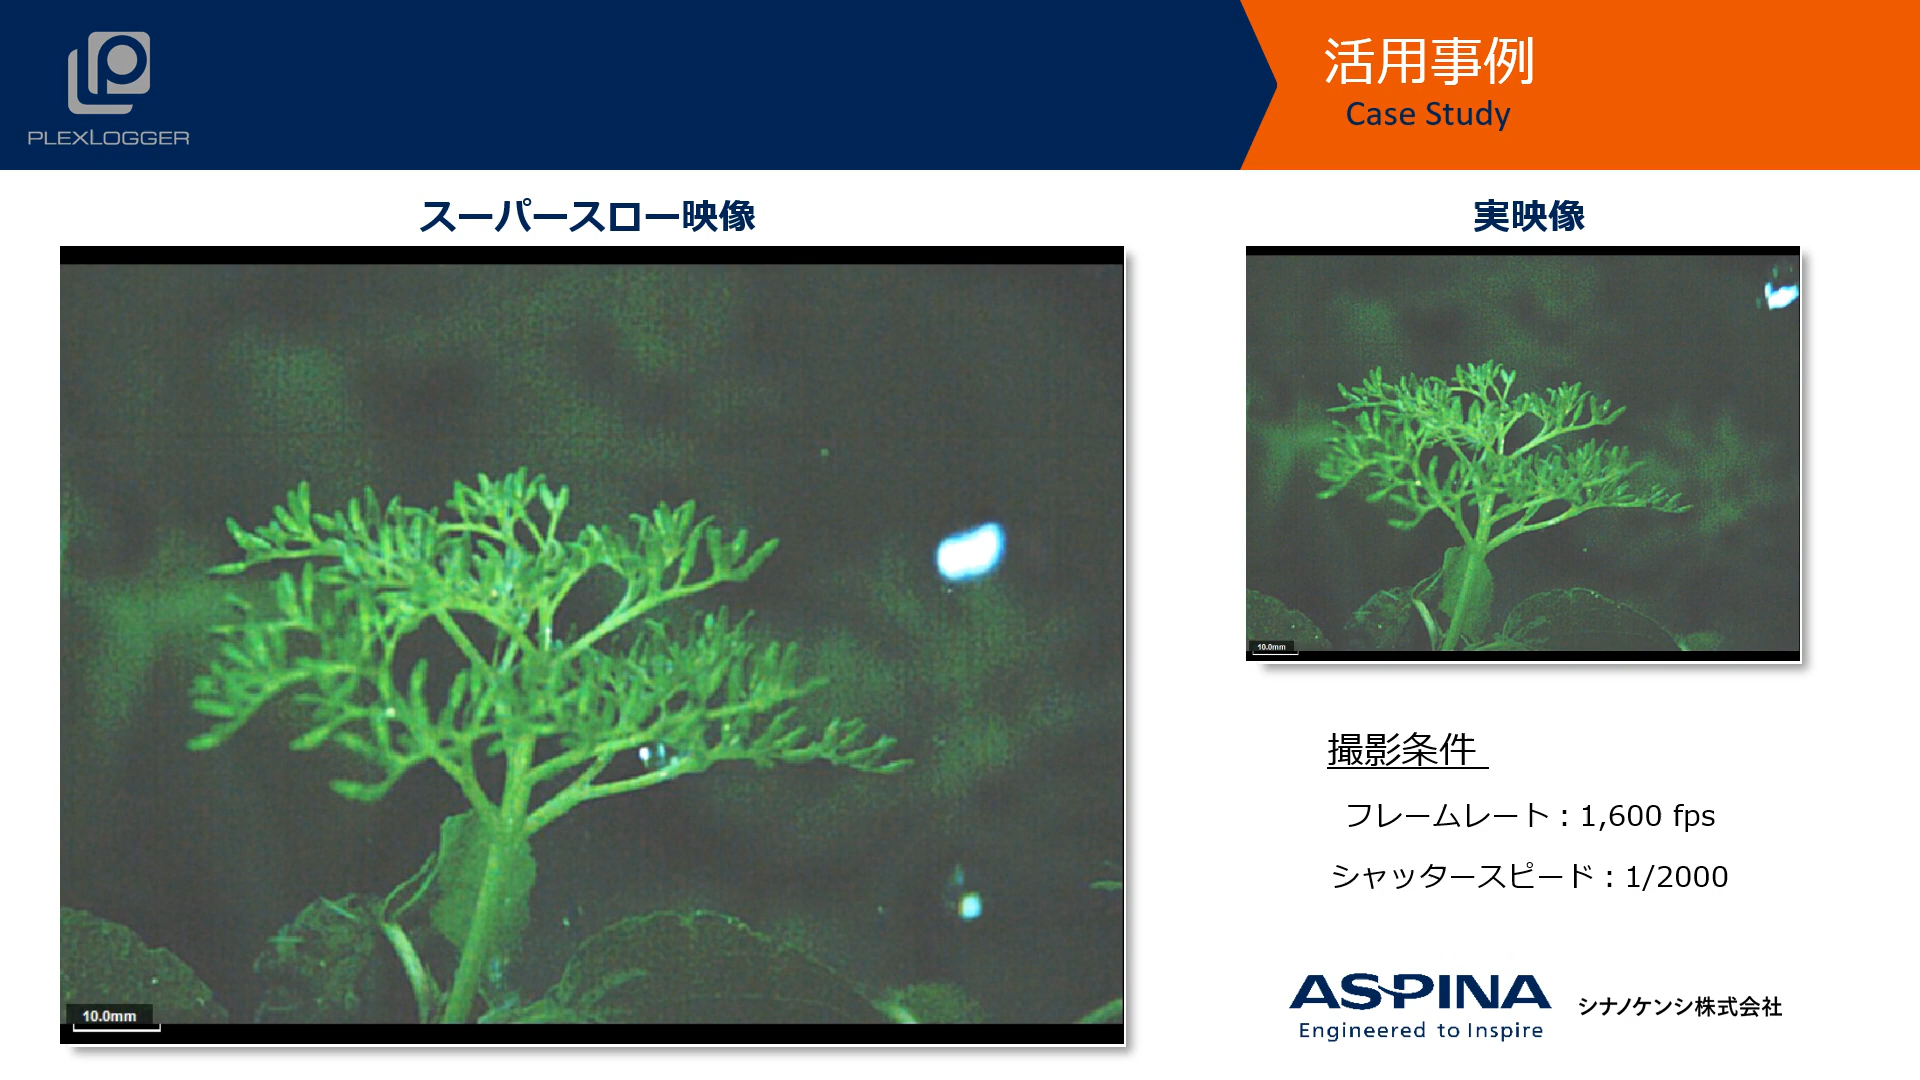 PLEXLOGGER
活用事例
Case Study
スーパースロー映像
実映像
10.0mm
10.0mm
撮影条件
フレームレート：1,600 fps
シャッタースピード：1/2000
ASPINA
Engineered to Inspire
シナノケンシ株式会社